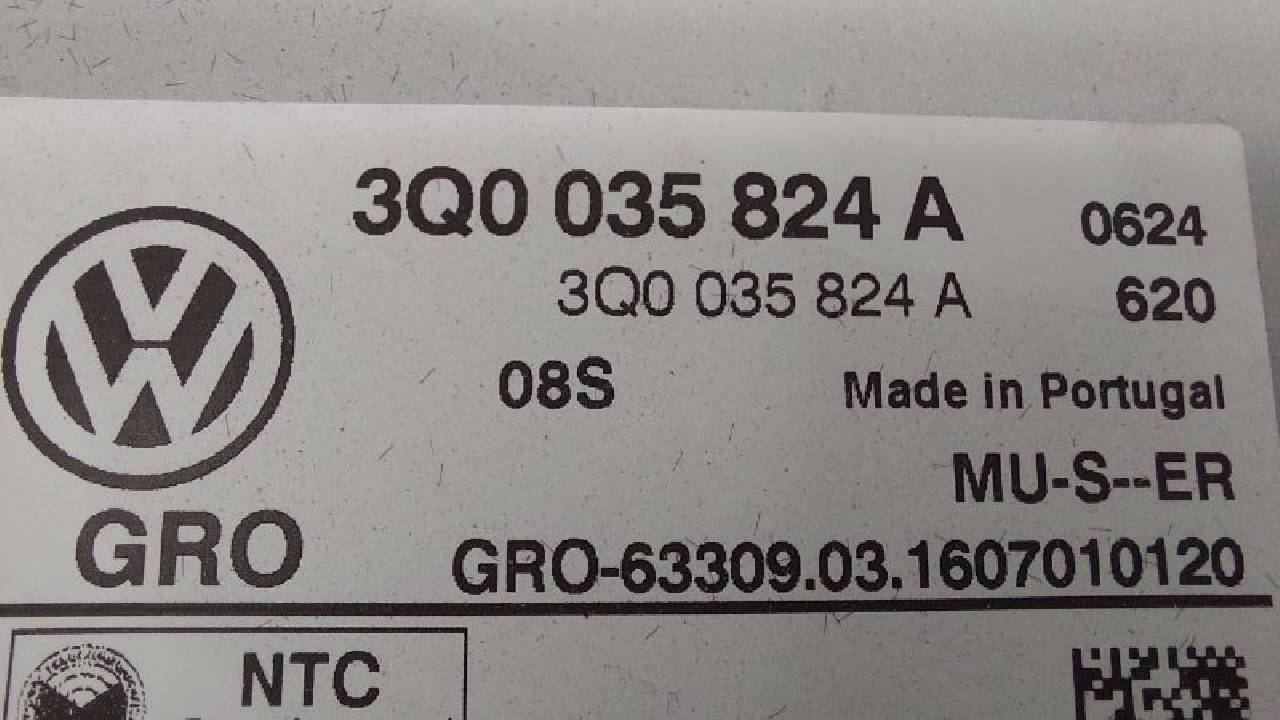 3Q0 035 824 A 0624
3Q0 035 824 A 620
08S Made in Portugal
MU-S--ER
GRO GRO-63309.03.1607010120
NTC